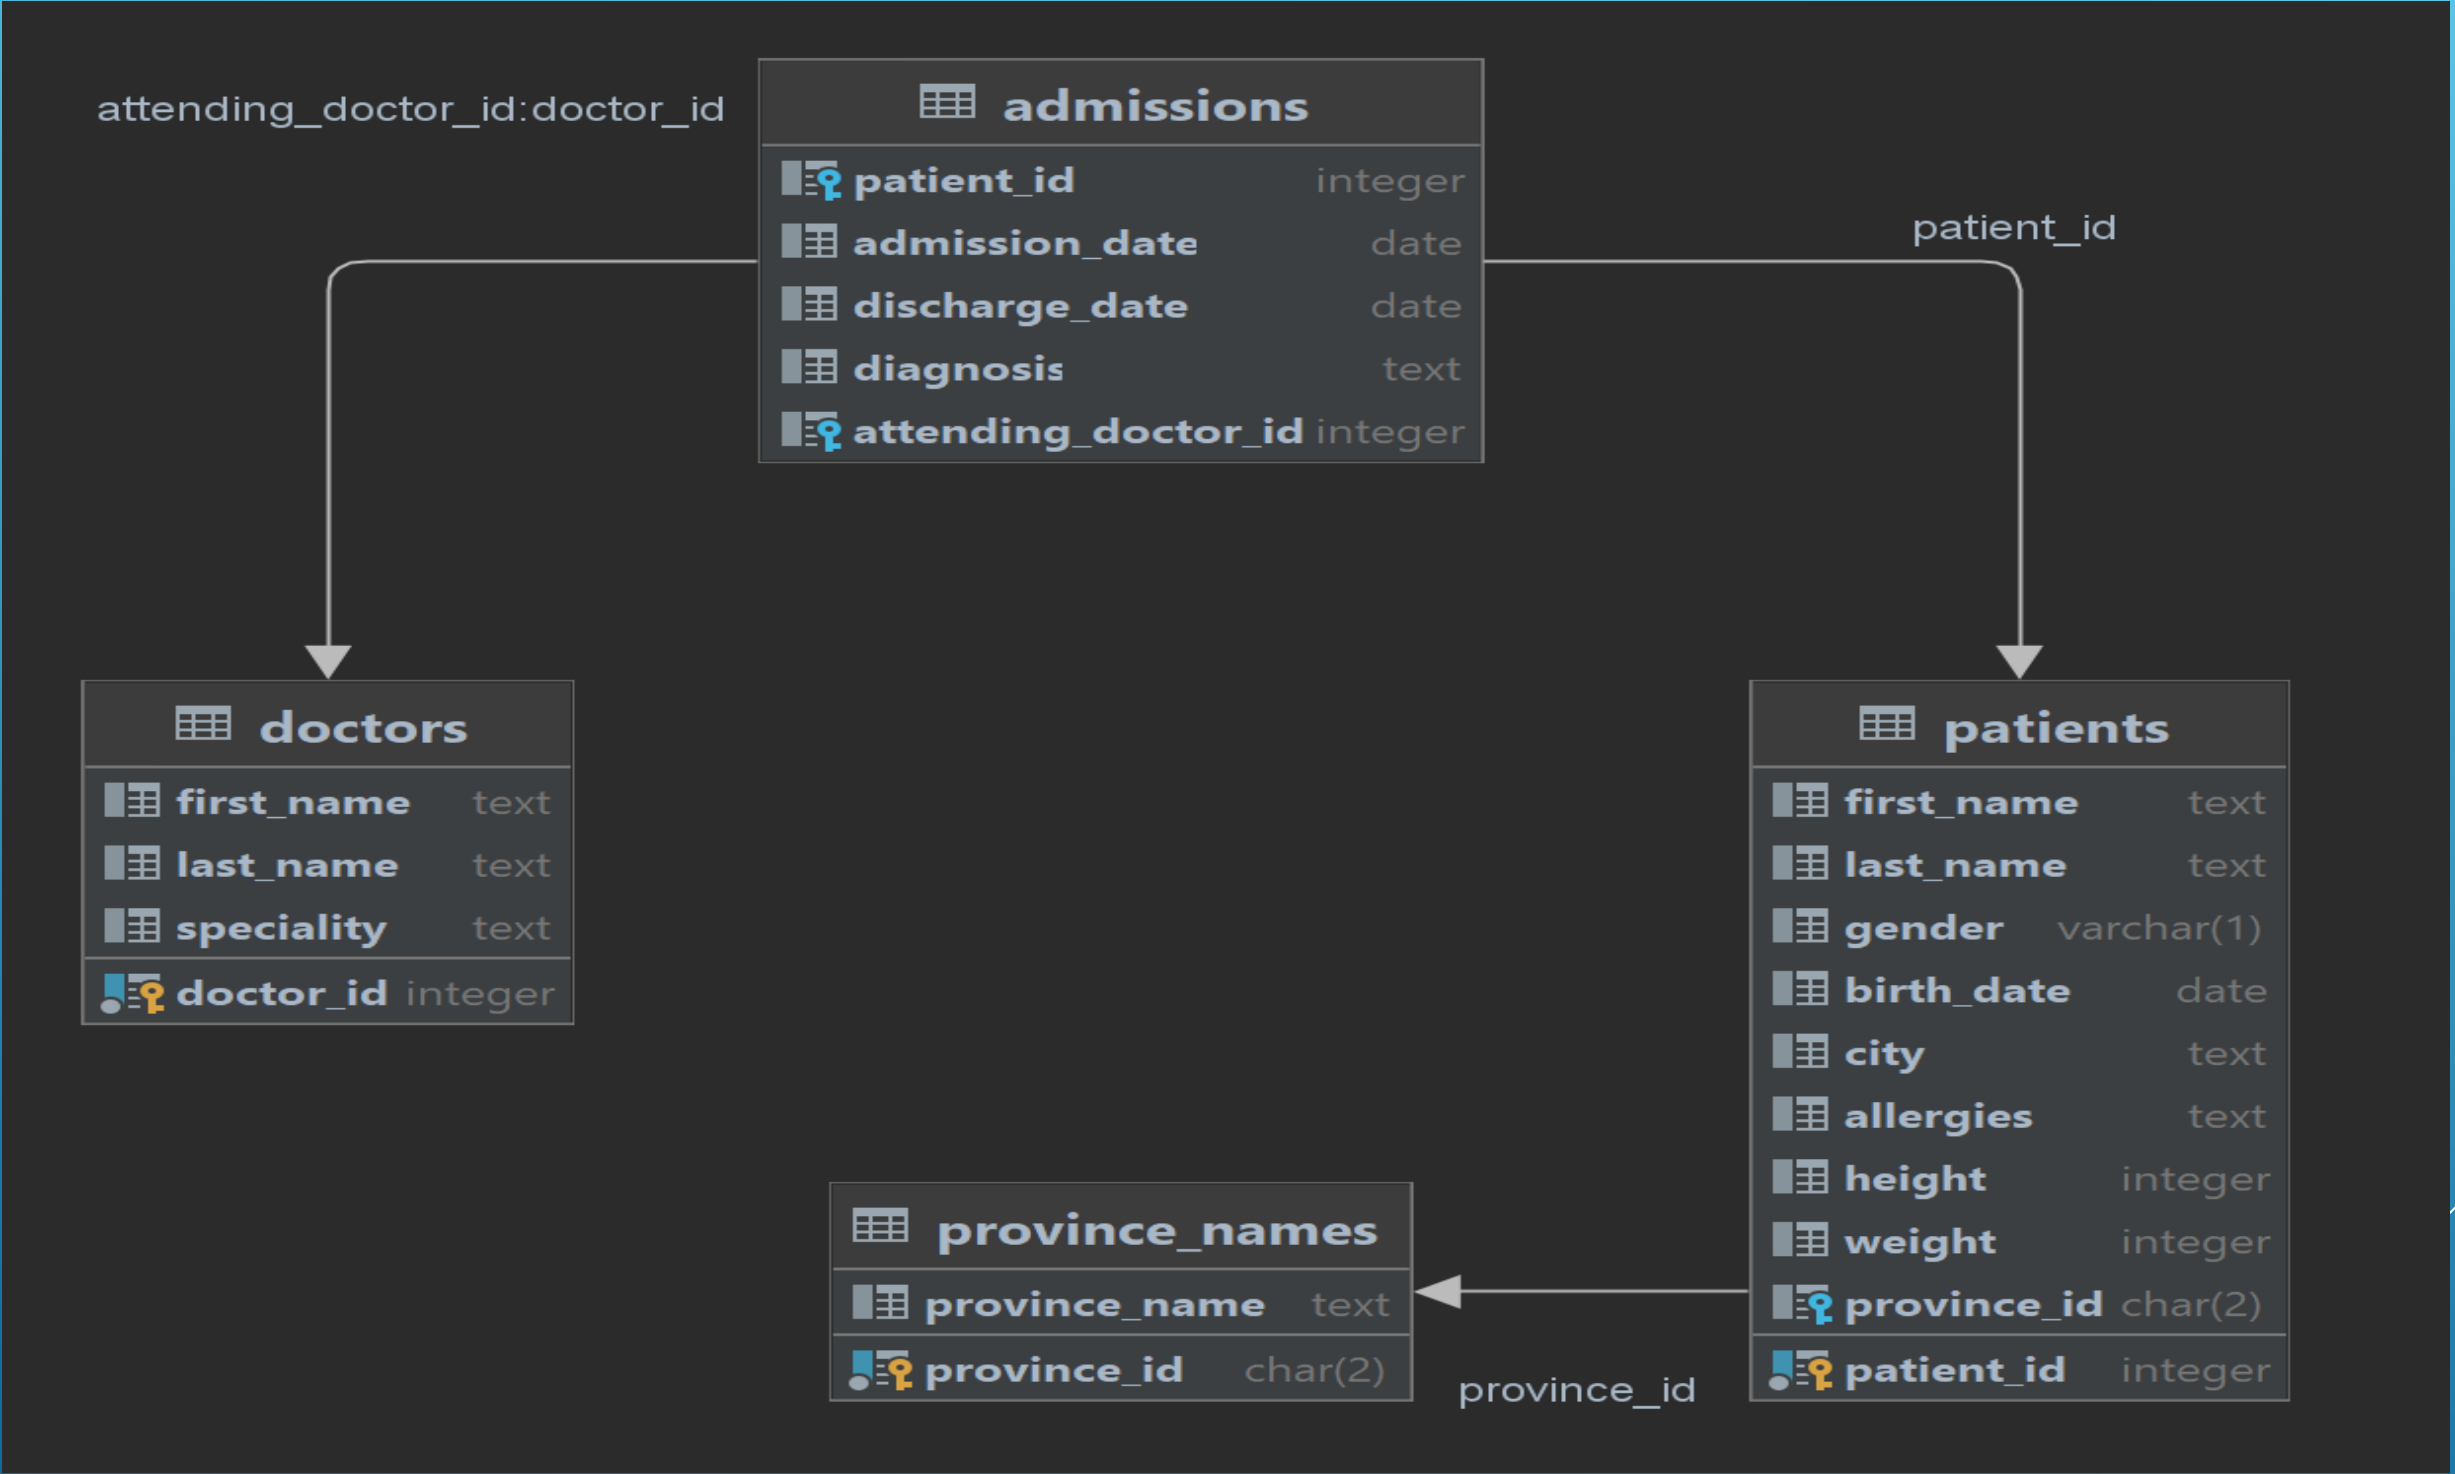 attending_doctor_id:doctor_id
admissions
patient_id integer
admission_date date
discharge_date date
diagnosis text
attending_doctor_id integer
patient_id
doctors
first_name text
last_name text
speciality text
doctor_id integer
patients
first_name text
last_name text
gender varchar(1)
birth_date date
city text
allergies text
height integer
weight integer
province_id char(2)
patient_id integer
province_names
province_name text
province_id char(2)
province_id